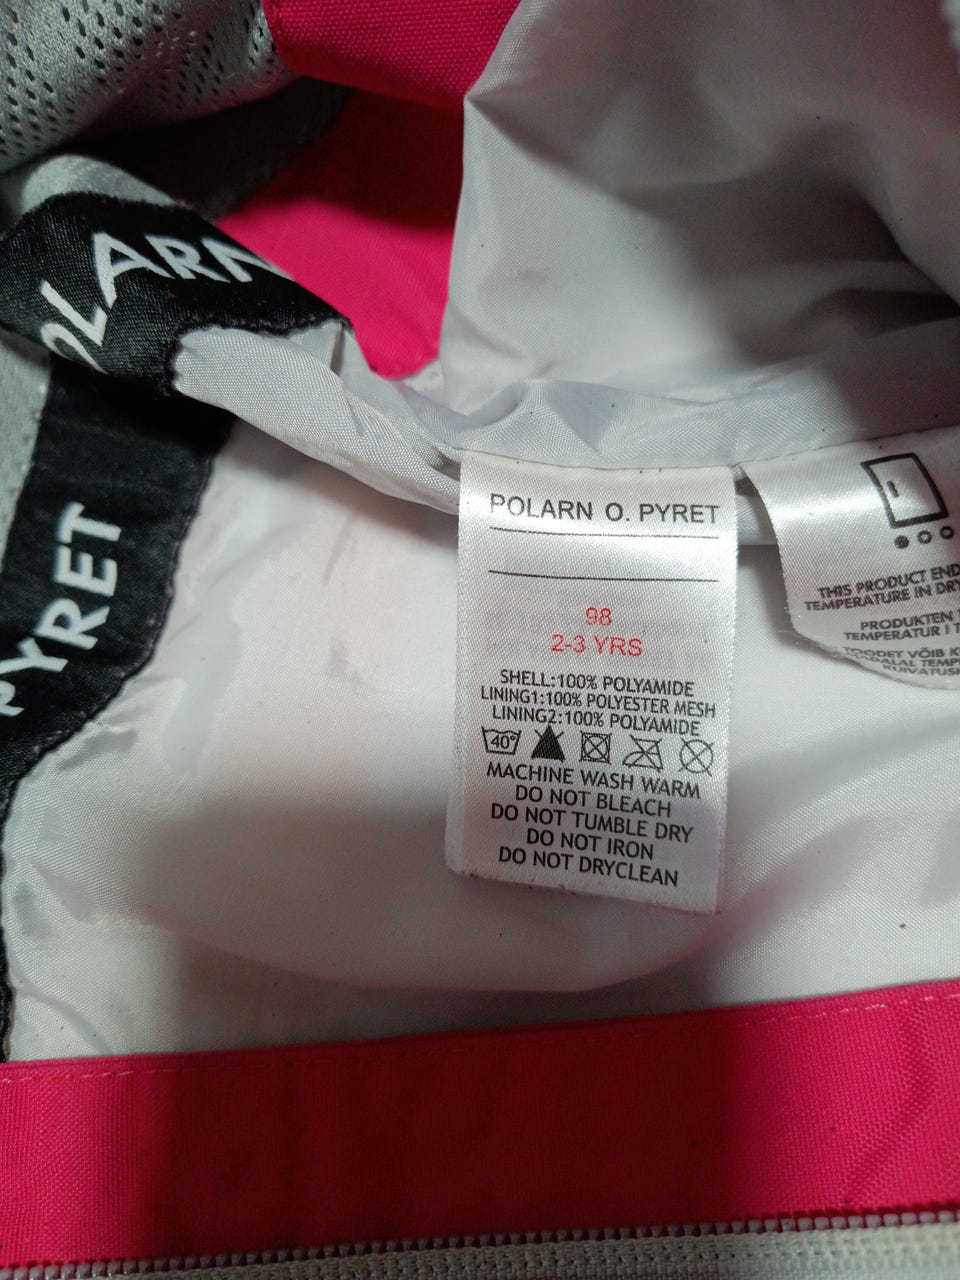 POLARN
PYRET
POLARN O. PYRET
98
2-3 YRS
SHELL:100% POLYAMIDE
LINING1:100% POLYESTER MESH
LINING2:100% POLYAMIDE
40°
MACHINE WASH WARM
DO NOT BLEACH
DO NOT TUMBLE DRY
DO NOT IRON
DO NOT DRYCLEAN
THIS PRODUCT
TEMPERATURE IN
PRODUKTEN
TEMPERATUR I
TOODET VÕIB